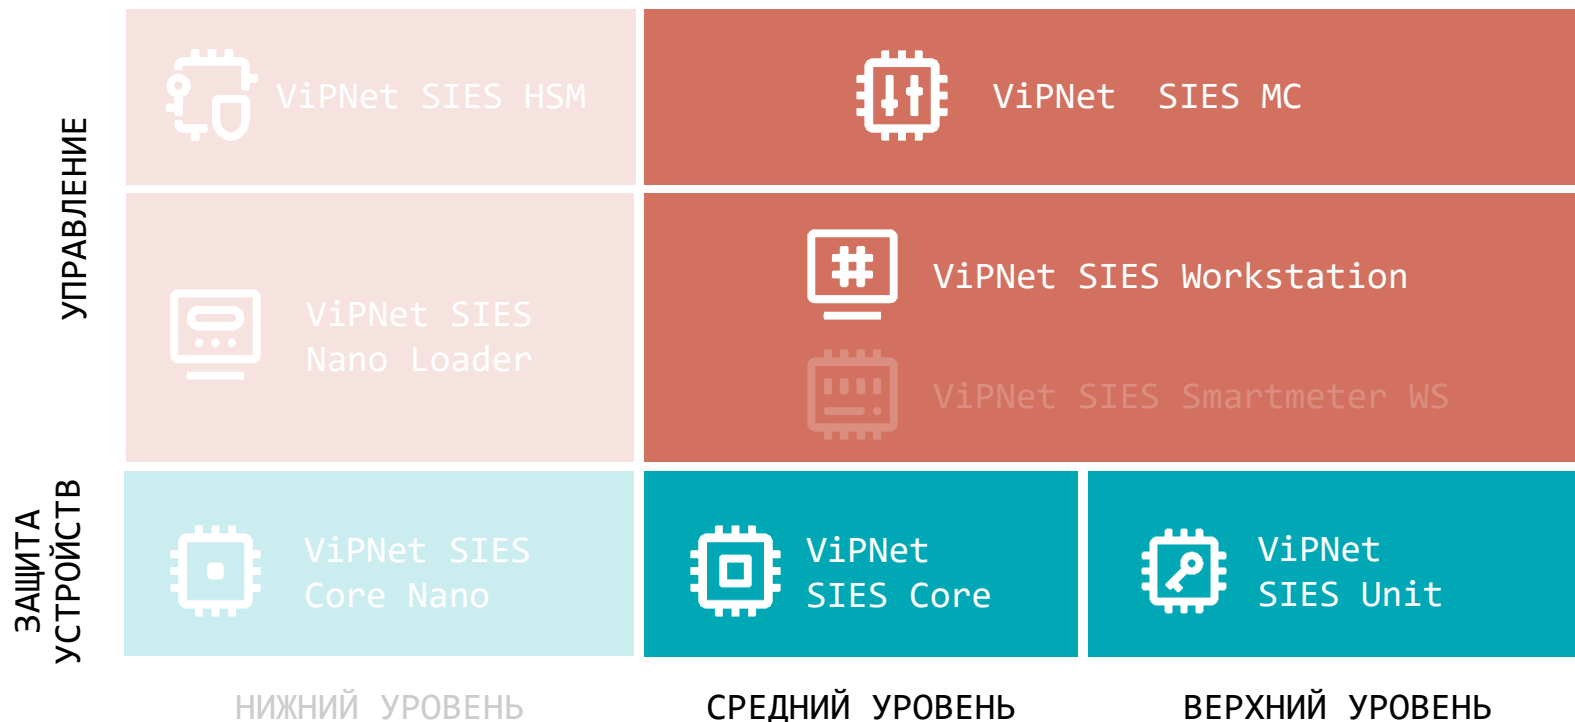 УПРАВЛЕНИЕ
ViPNet SIES HSM
ViPNet SIES MC
ViPNet SIES
Nano Loader
ViPNet SIES Workstation
ViPNet SIES Smartmeter WS
ЗАЩИТА
УСТРОЙСТВ
ViPNet SIES
Core Nano
ViPNet
SIES Core
ViPNet
SIES Unit
НИЖНИЙ УРОВЕНЬ
СРЕДНИЙ УРОВЕНЬ
ВЕРХНИЙ УРОВЕНЬ